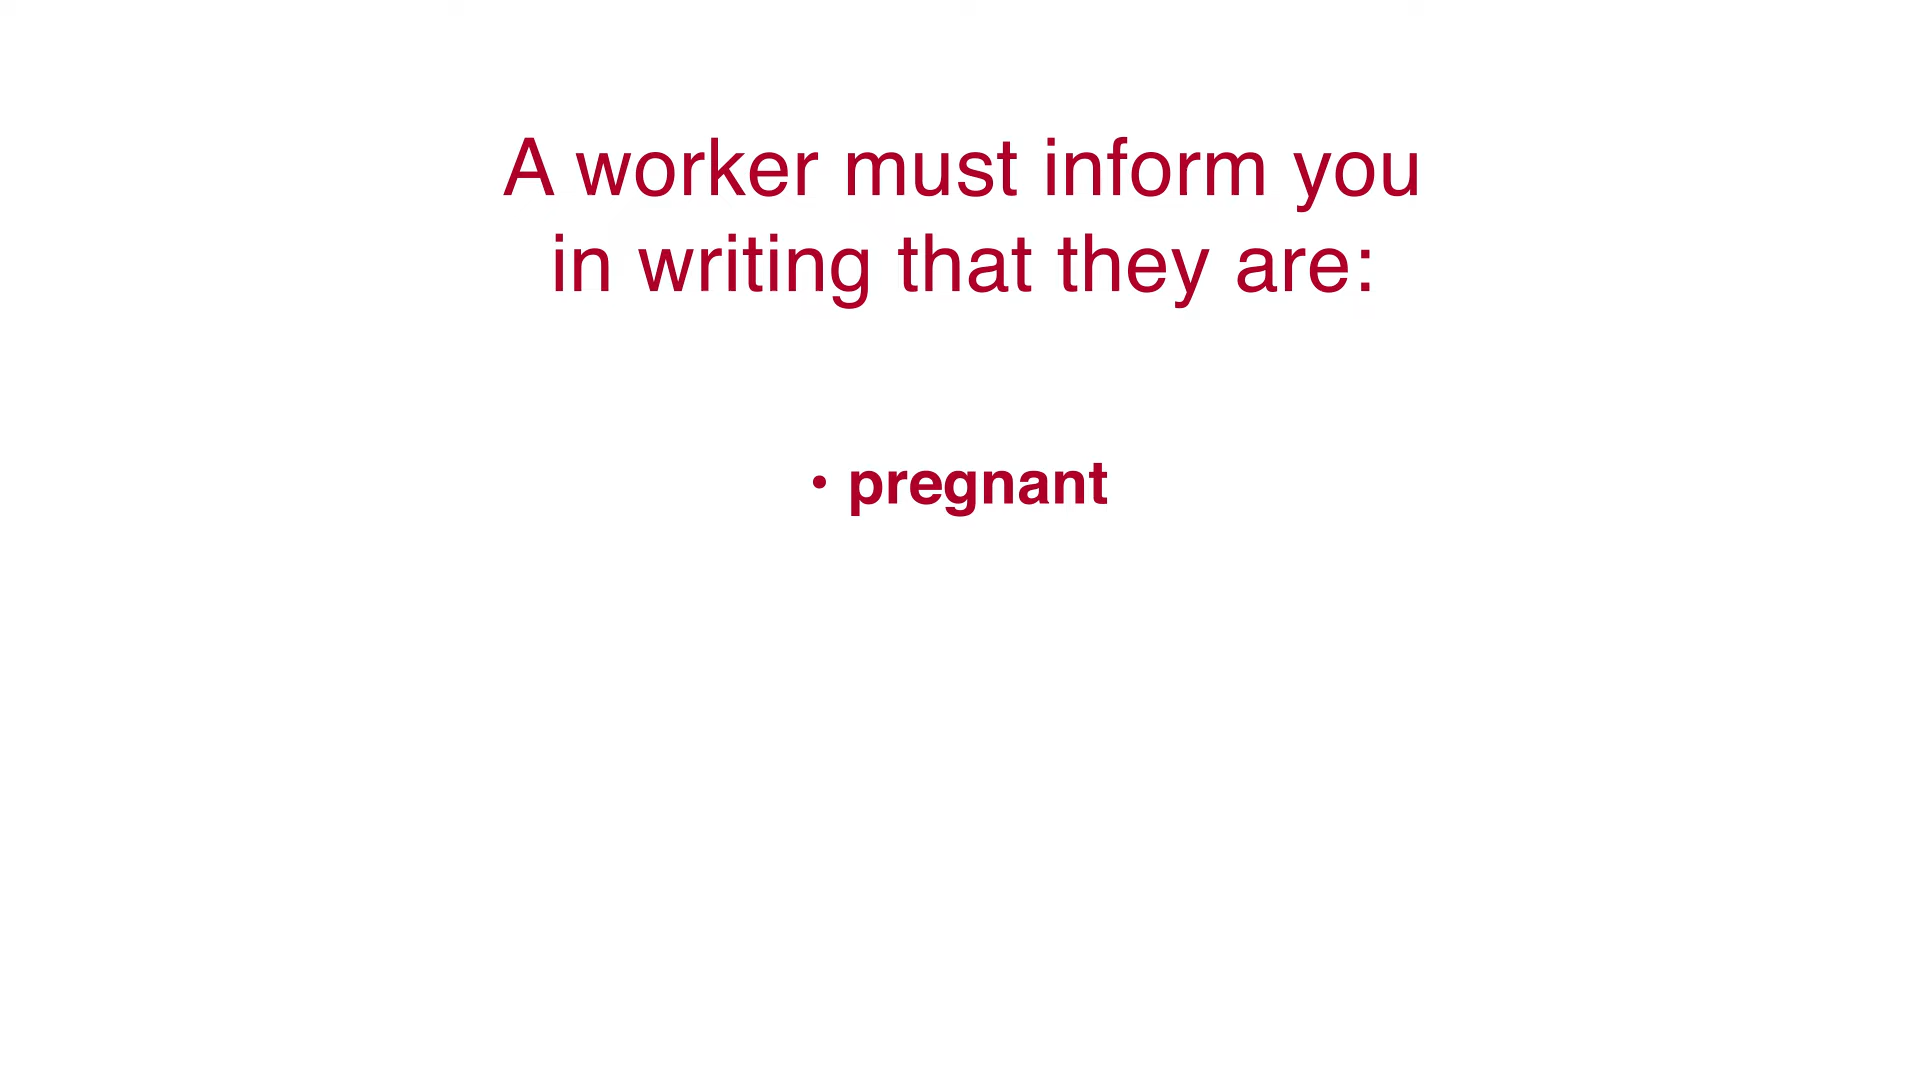 A worker must inform you
in writing that they are:
• pregnant